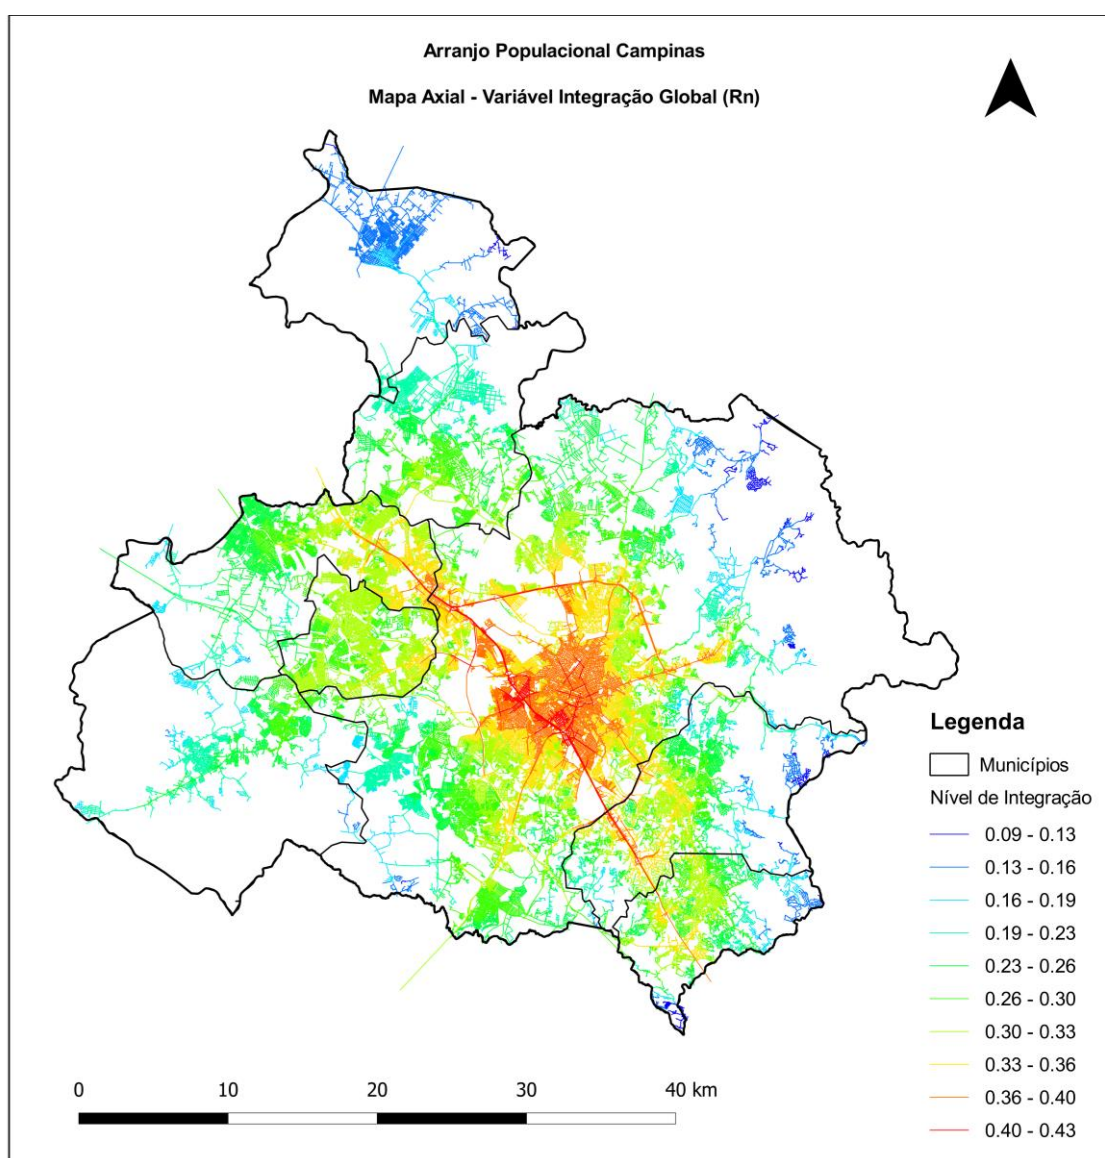 Arranjo Populacional Campinas
Mapa Axial - Variável Integração Global (Rn)
Legenda
Municípios
Nível de Integração
0.09 - 0.13
0.13 - 0.16
0.16 - 0.19
0.19 - 0.23
0.23 - 0.26
0.26 - 0.30
0.30 - 0.33
0.33 - 0.36
0.36 - 0.40
0.40 - 0.43
0 10 20 30 40 km